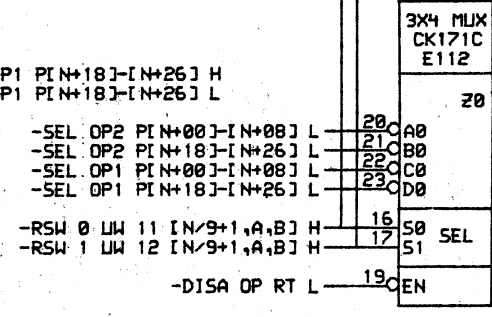 3X4 MUX
CK171C
E112
P1 P[N+18]-[N+26] H
P1 P[N+18]-[N+26] L
Z0
-SEL OP2 P[N+00]-[N+08] L 20 A0
-SEL OP2 P[N+18]-[N+26] L 21 B0
-SEL OP1 P[N+00]-[N+08] L 22 C0
-SEL OP1 P[N+18]-[N+26] L 23 D0
-RSW 0 UW 11 [N/9+1,A,B] H 16 S0 SEL
-RSW 1 UW 12 [N/9+1,A,B] H 17 S1
-DISA OP RT L 19 EN